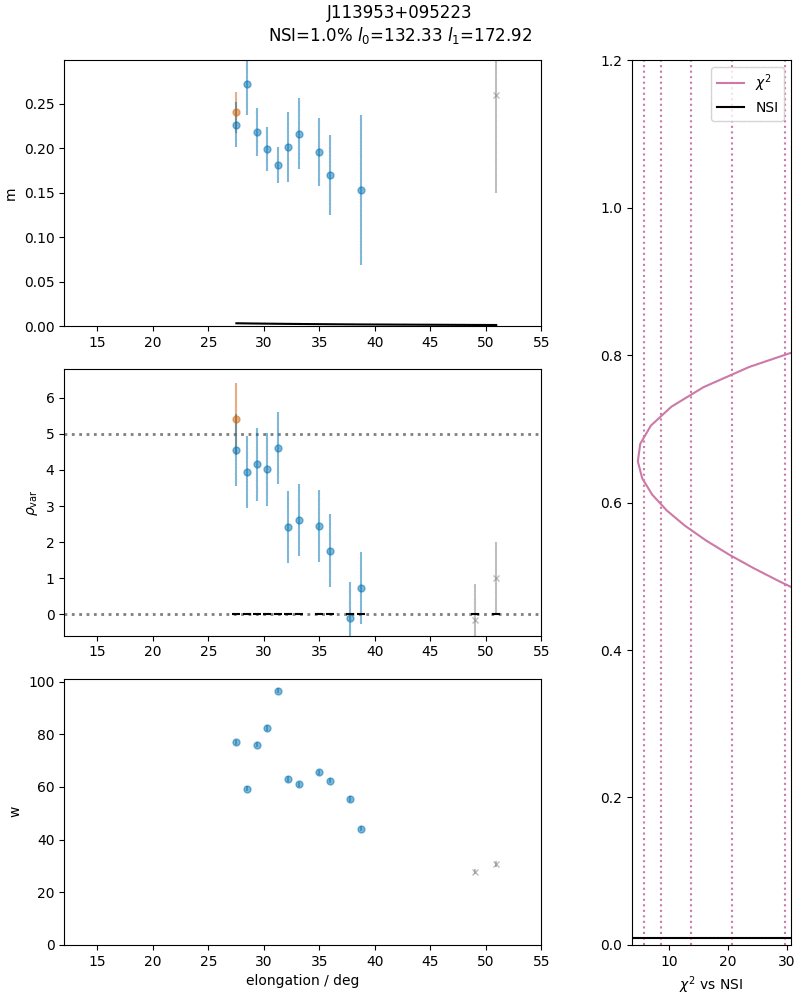 J113953+095223
NSI=1.0% l₀=132.33 l₁=172.92
m
0.25
0.20
0.15
0.10
0.05
0.00
15 20 25 30 35 40 45 50 55
ρvar
6
5
4
3
2
1
0
15 20 25 30 35 40 45 50 55
w
100
80
60
40
20
0
15 20 25 30 35 40 45 50 55
elongation / deg
χ²
NSI
1.2
1.0
0.8
0.6
0.4
0.2
0.0
10 20 30
χ² vs NSI